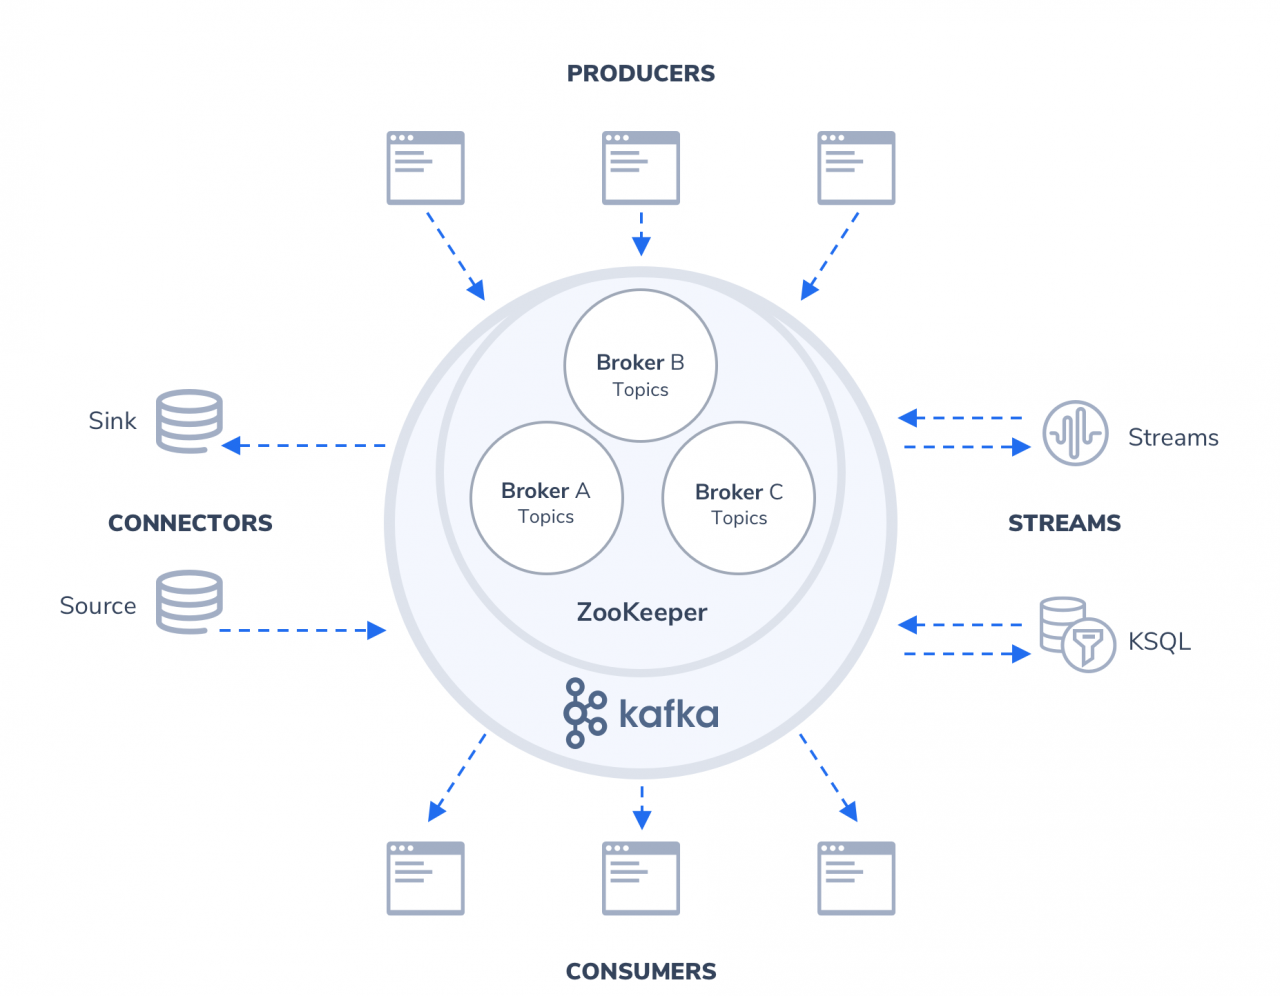 PRODUCERS
Broker B
Topics
Broker A
Topics
Broker C
Topics
ZooKeeper
kafka
Sink
CONNECTORS
Source
Streams
STREAMS
KSQL
CONSUMERS